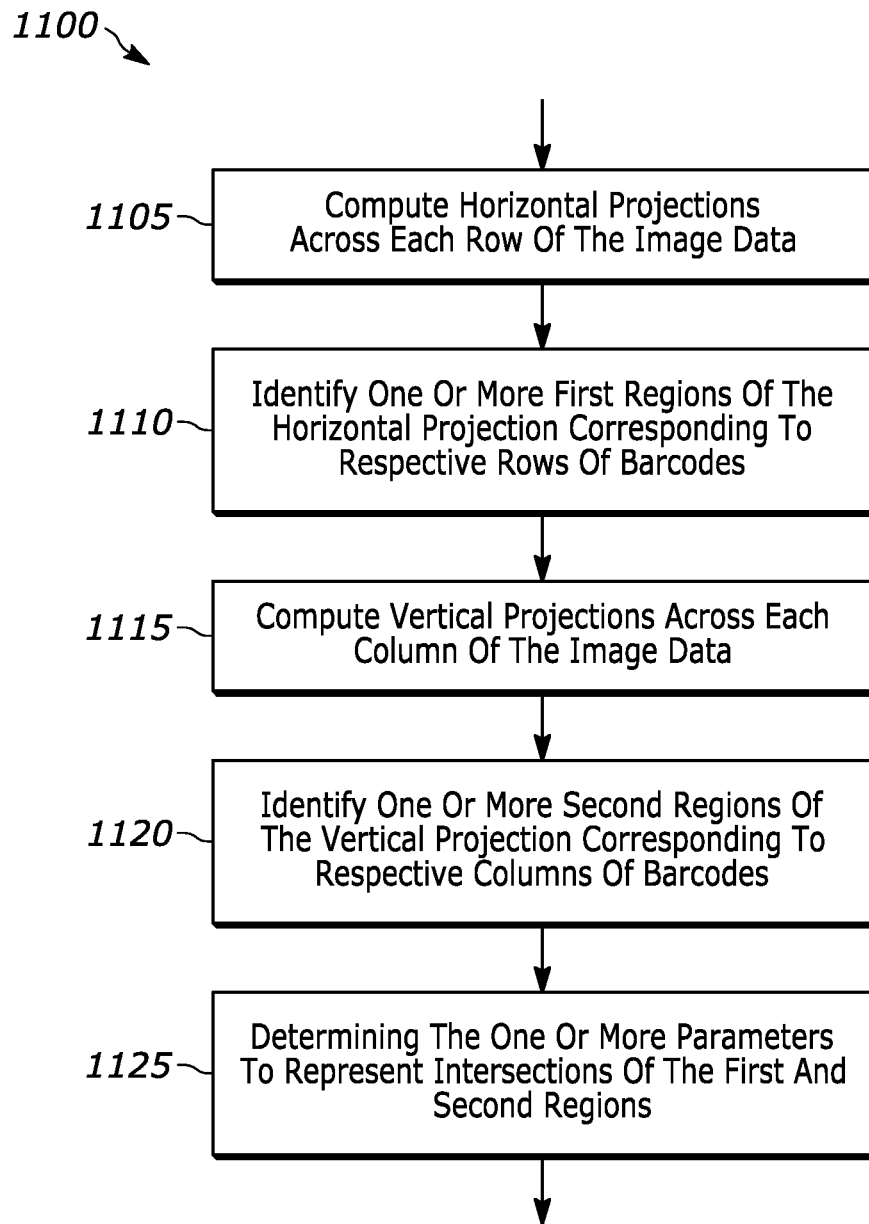 1100
1105
Compute Horizontal Projections
Across Each Row Of The Image Data
1110
Identify One Or More First Regions Of The
Horizontal Projection Corresponding To
Respective Rows Of Barcodes
1115
Compute Vertical Projections Across Each
Column Of The Image Data
1120
Identify One Or More Second Regions Of
The Vertical Projection Corresponding To
Respective Columns Of Barcodes
1125
Determining The One Or More Parameters
To Represent Intersections Of The First And
Second Regions